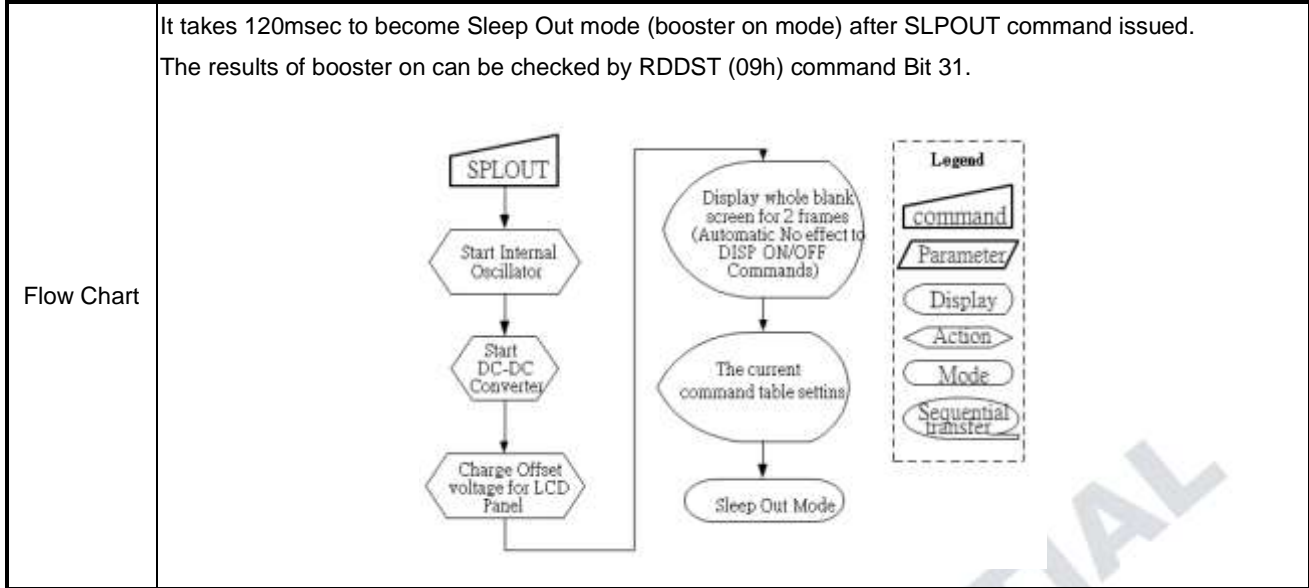 It takes 120msec to become Sleep Out mode (booster on mode) after SLPOUT command issued.
The results of booster on can be checked by RDDST (09h) command Bit 31.
Flow Chart
SPLOUT
Start Internal
Oscillator
Start
DC-DC
Converter
Charge Offset
voltage for LCD
Panel
Display whole blank
screen for 2 frames
(Automatic No effect to
DISP ON/OFF
Commands)
The current
command table settins
Sleep Out Mode
Legend
command
Parameter
Display
Action
Mode
Sequential
transfer
IAL